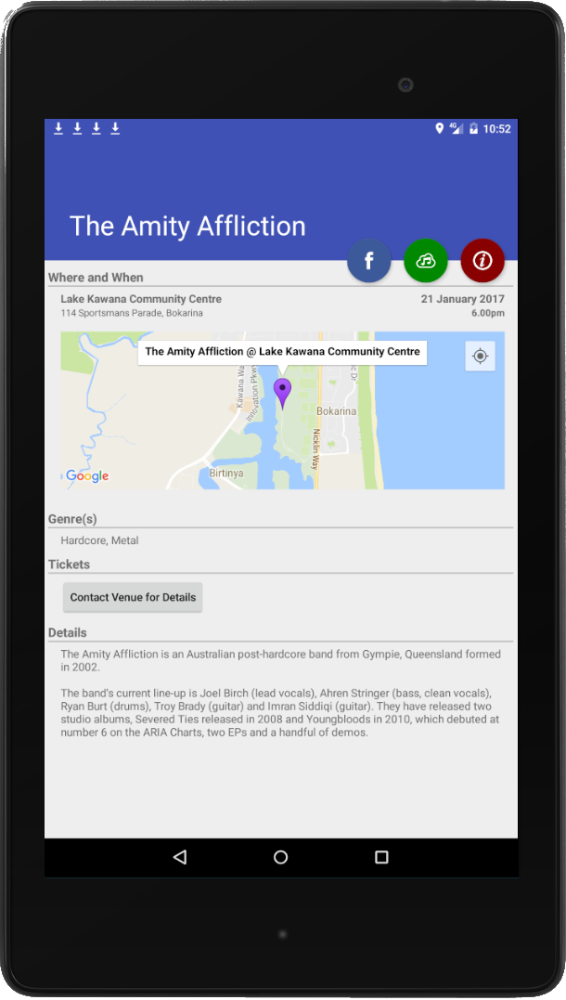 4G 10:52
The Amity Affliction
f
i
Where and When
Lake Kawana Community Centre 21 January 2017
114 Sportsmans Parade, Bokarina 6.00pm
The Amity Affliction @ Lake Kawana Community Centre
Kawana Wa
Innovation Pkwy
ic Dr
Bokarina
Nicklin Way
Birtinya
Google
Genre(s)
Hardcore, Metal
Tickets
Contact Venue for Details
Details
The Amity Affliction is an Australian post-hardcore band from Gympie, Queensland formed
in 2002.
The band's current line-up is Joel Birch (lead vocals), Ahren Stringer (bass, clean vocals),
Ryan Burt (drums), Troy Brady (guitar) and Imran Siddiqi (guitar). They have released two
studio albums, Severed Ties released in 2008 and Youngbloods in 2010, which debuted at
number 6 on the ARIA Charts, two EPs and a handful of demos.